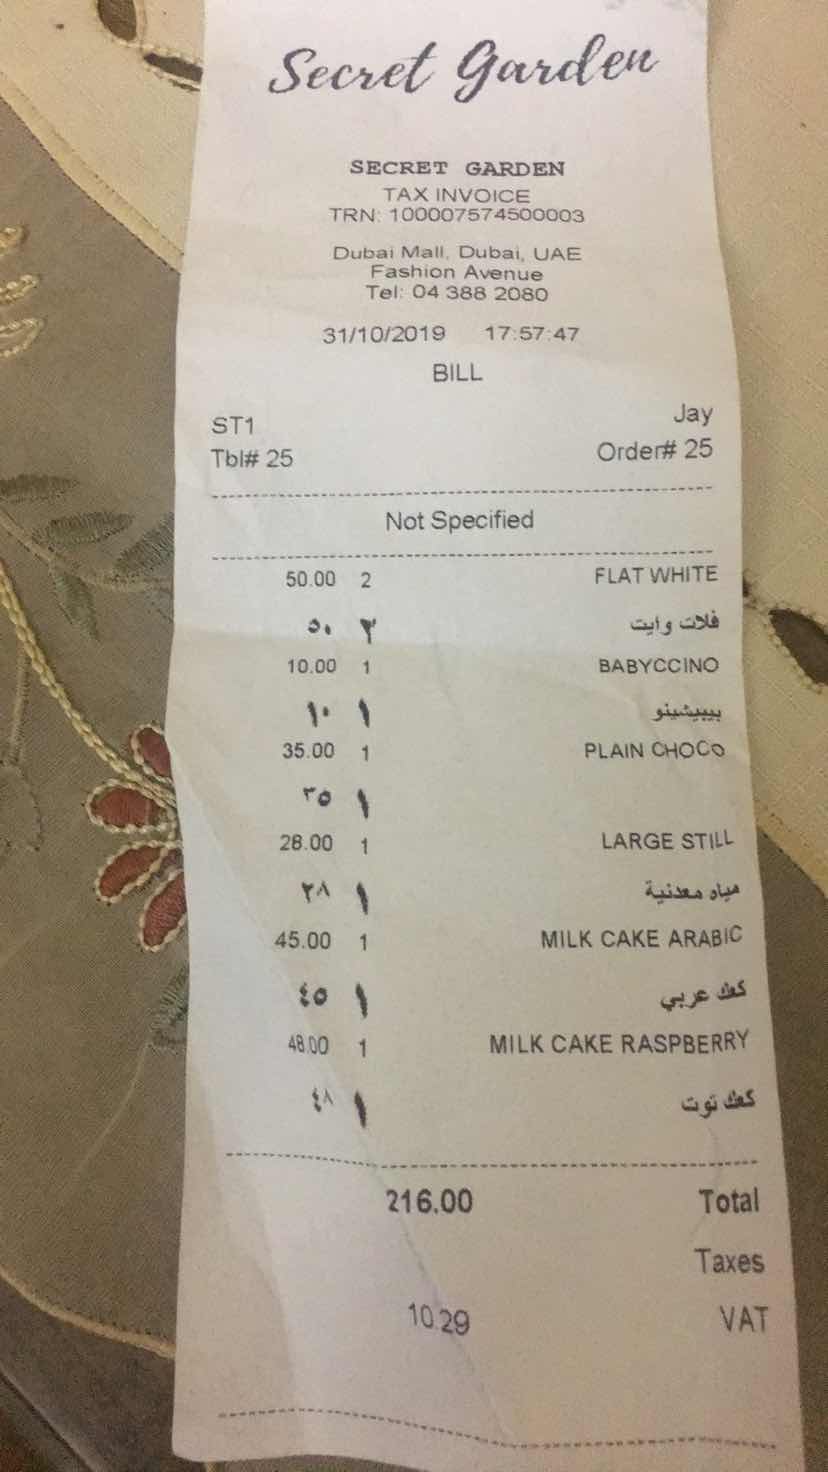 Secret Garden
SECRET GARDEN
TAX INVOICE
TRN: 100007574500003
Dubai Mall, Dubai, UAE
Fashion Avenue
Tel: 04 388 2080
31/10/2019 17:57:47
BILL
ST1 Jay
Tbl# 25 Order# 25
Not Specified
50.00 2 FLAT WHITE
٥٠ ٢ فلات وايت
10.00 1 BABYCCINO
١٠ ١ بيبيشينو
35.00 1 PLAIN CHOCO
٣٥ ١
28.00 1 LARGE STILL
٢٨ ١ مياه معدنية
45.00 1 MILK CAKE ARABIC
٤٥ ١ كعك عربي
48.00 1 MILK CAKE RASPBERRY
٤٨ ١ كعك توت
216.00 Total
Taxes
10.29 VAT